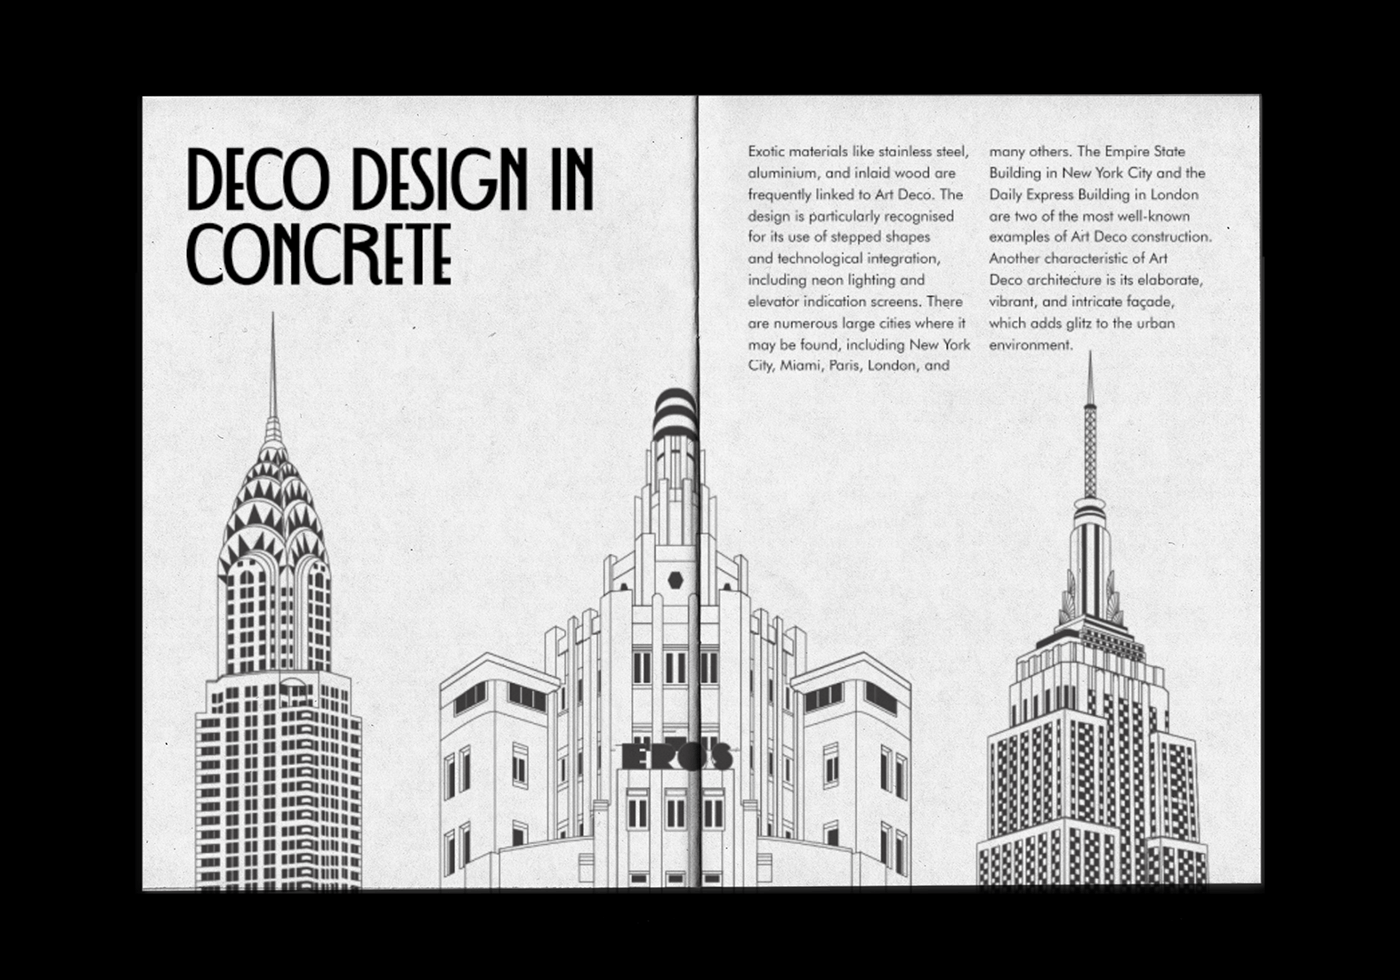 DECO DESIGN IN
CONCRETE
Exotic materials like stainless steel,
aluminium, and inlaid wood are
frequently linked to Art Deco. The
design is particularly recognised
for its use of stepped shapes
and technological integration,
including neon lighting and
elevator indication screens. There
are numerous large cities where it
may be found, including New York
City, Miami, Paris, London, and
many others. The Empire State
Building in New York City and the
Daily Express Building in London
are two of the most well-known
examples of Art Deco construction.
Another characteristic of Art
Deco architecture is its elaborate,
vibrant, and intricate façade,
which adds glitz to the urban
environment.
EROS